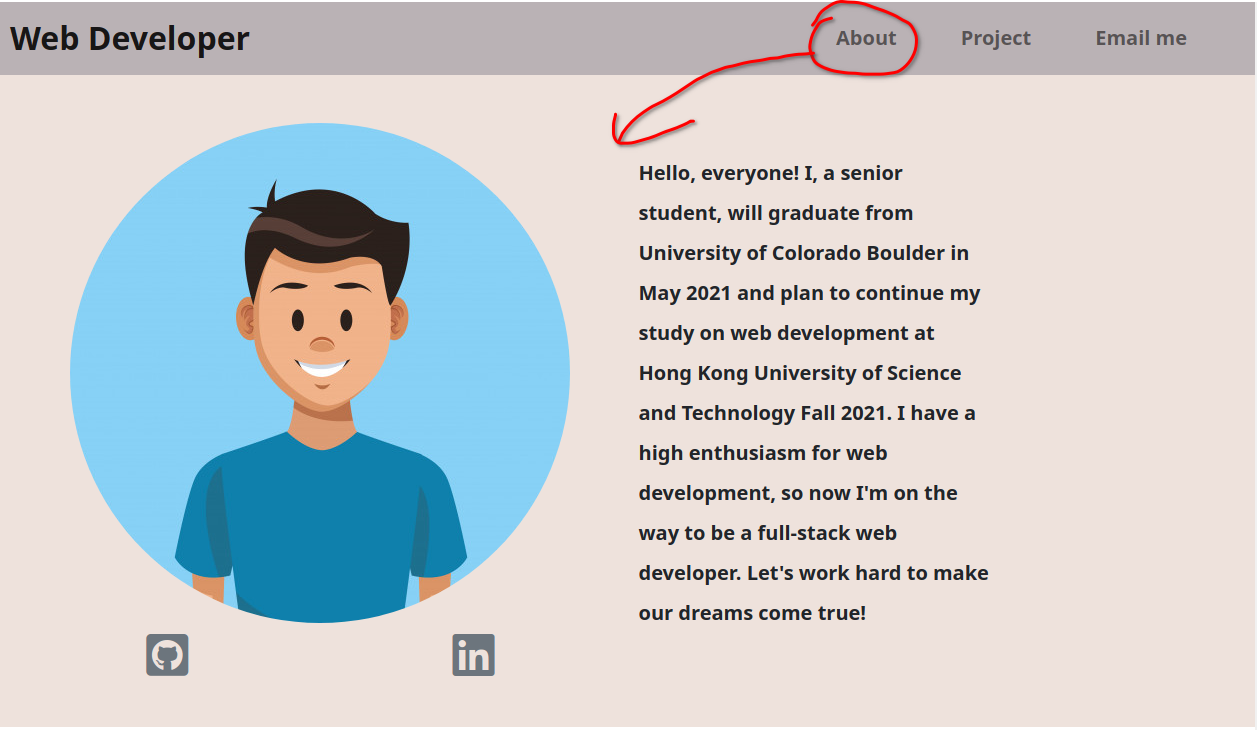 Web Developer
About
Project
Email me
Hello, everyone! I, a senior
student, will graduate from
University of Colorado Boulder in
May 2021 and plan to continue my
study on web development at
Hong Kong University of Science
and Technology Fall 2021. I have a
high enthusiasm for web
development, so now I'm on the
way to be a full-stack web
developer. Let's work hard to make
our dreams come true!
in